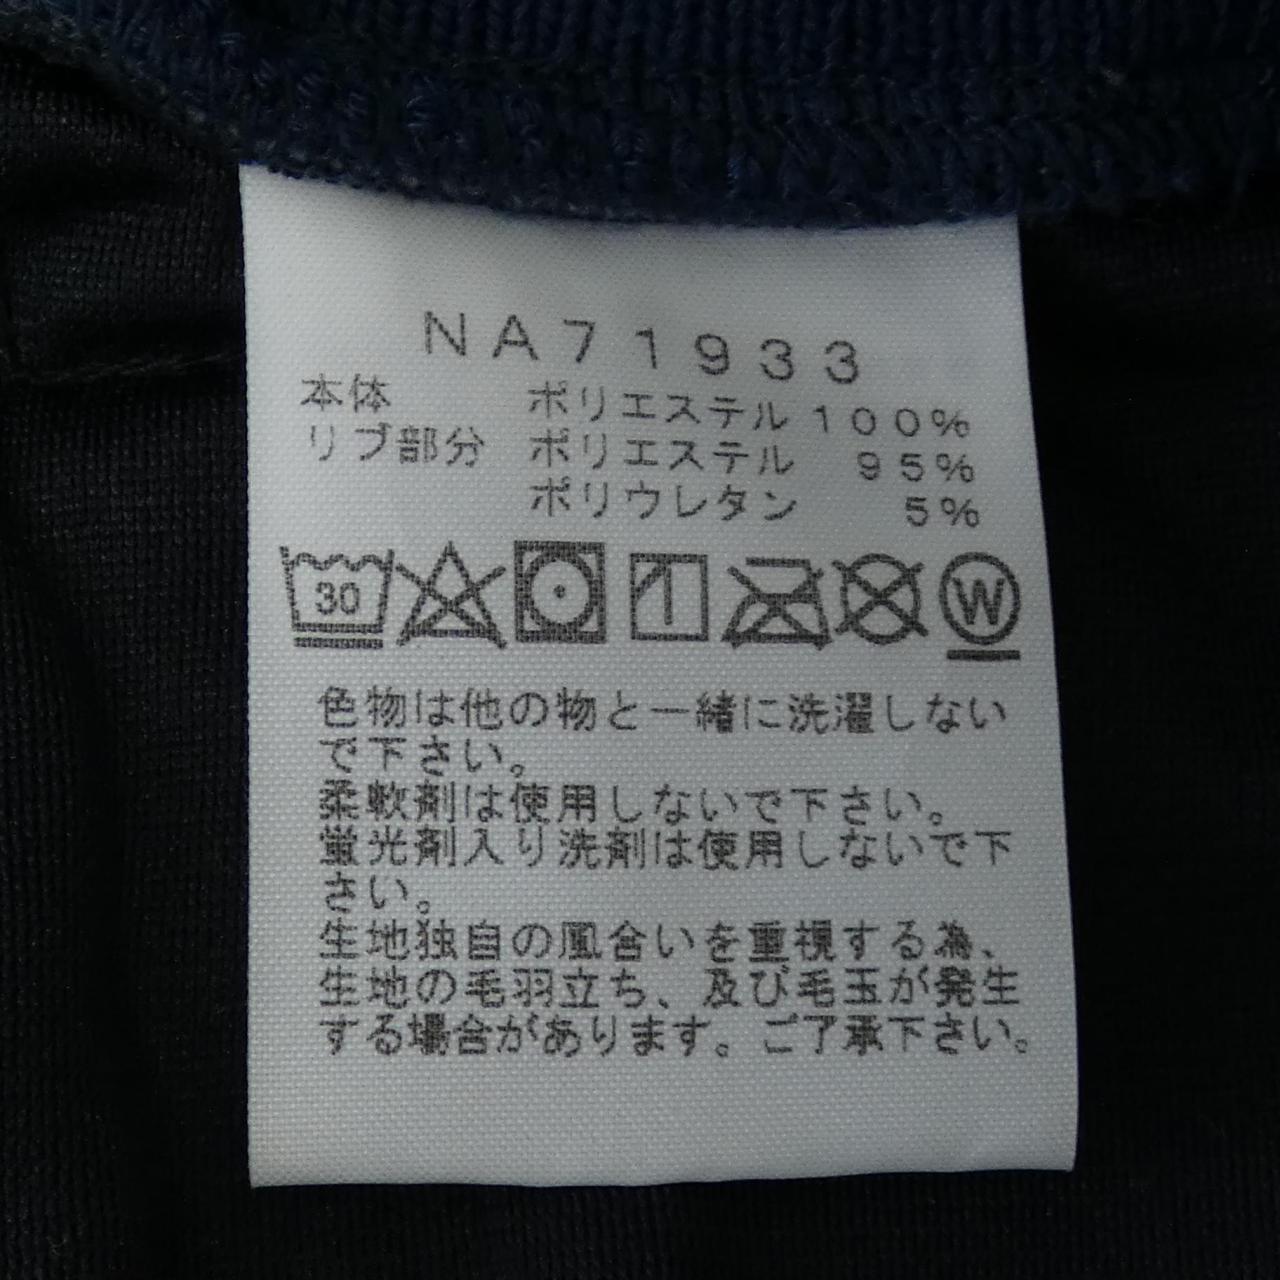 NA71933
本体 ポリエステル 100%
リブ部分 ポリエステル 95%
ポリウレタン 5%
30 W
色物は他の物と一緒に洗濯しない
で下さい。
柔軟剤は使用しないで下さい。
蛍光剤入り洗剤は使用しないで下
さい。
生地独自の風合いを重視する為、
生地の毛羽立ち、及び毛玉が発生
する場合があります。ご了承下さい。